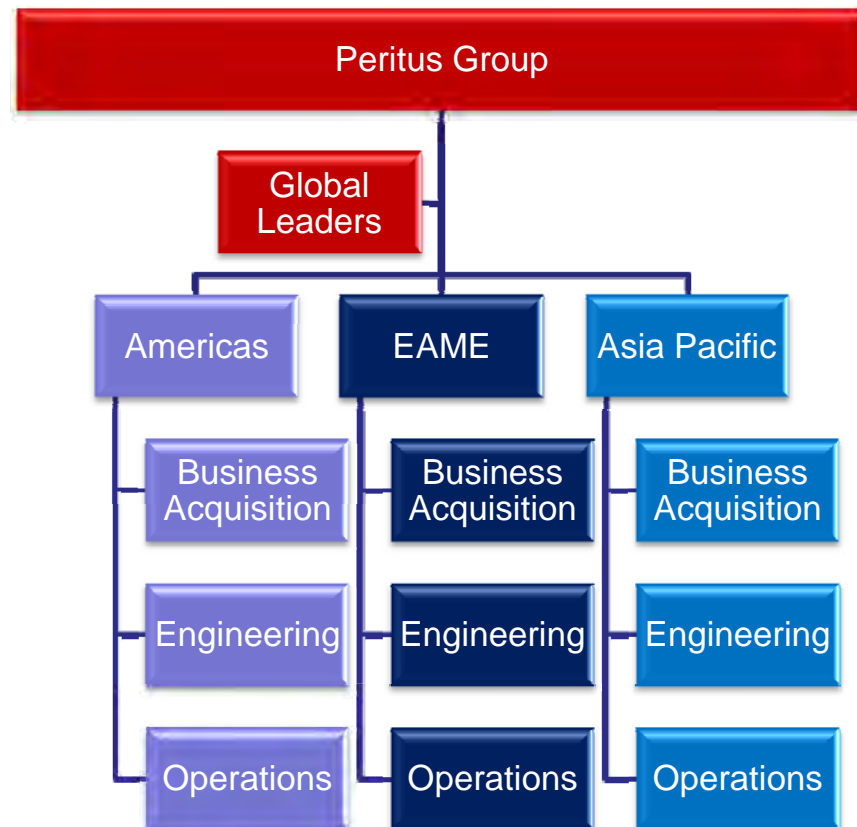 Peritus Group
Global
Leaders
Americas
EAME
Asia Pacific
Business
Acquisition
Business
Acquisition
Business
Acquisition
Engineering
Engineering
Engineering
Operations
Operations
Operations